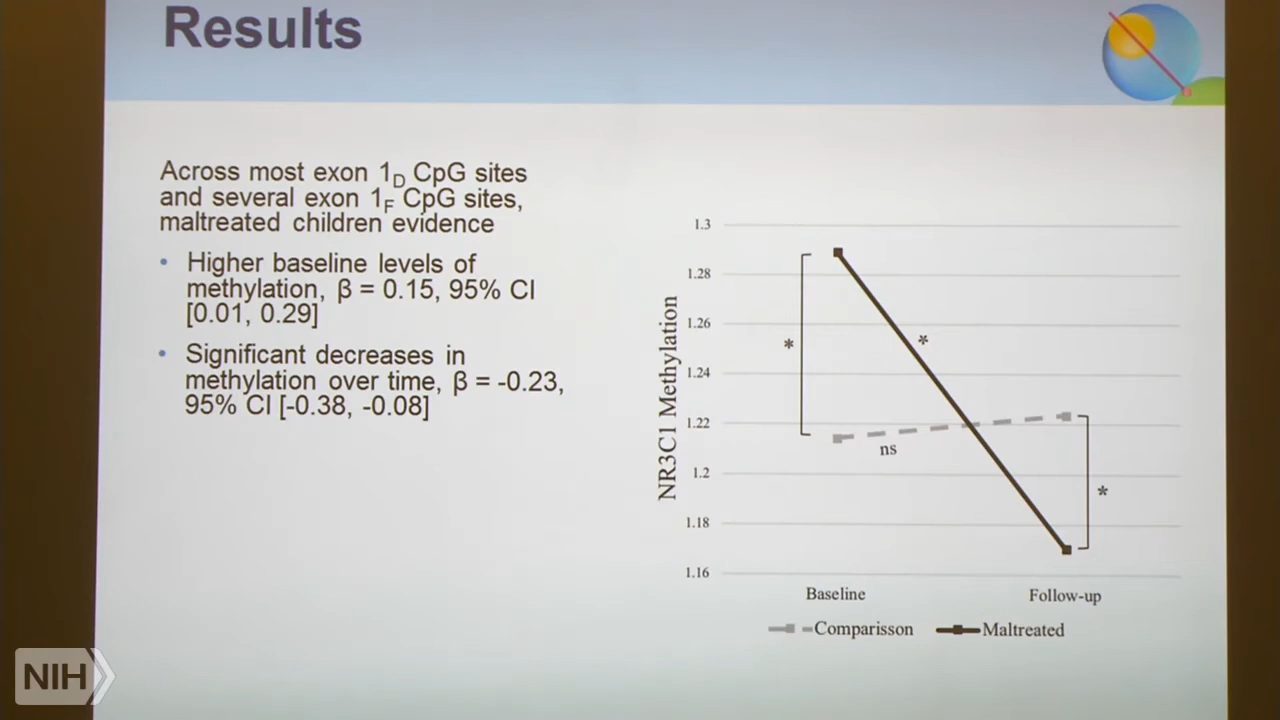 Results
Across most exon 1D CpG sites
and several exon 1F CpG sites,
maltreated children evidence
• Higher baseline levels of
methylation, β = 0.15, 95% CI
[0.01, 0.29]
• Significant decreases in
methylation over time, β = -0.23,
95% CI [-0.38, -0.08]
NR3C1 Methylation
1.3
1.28
1.26
1.24
1.22
1.2
1.18
1.16
*
*
ns
*
Baseline
Follow-up
Comparisson
Maltreated
NIH